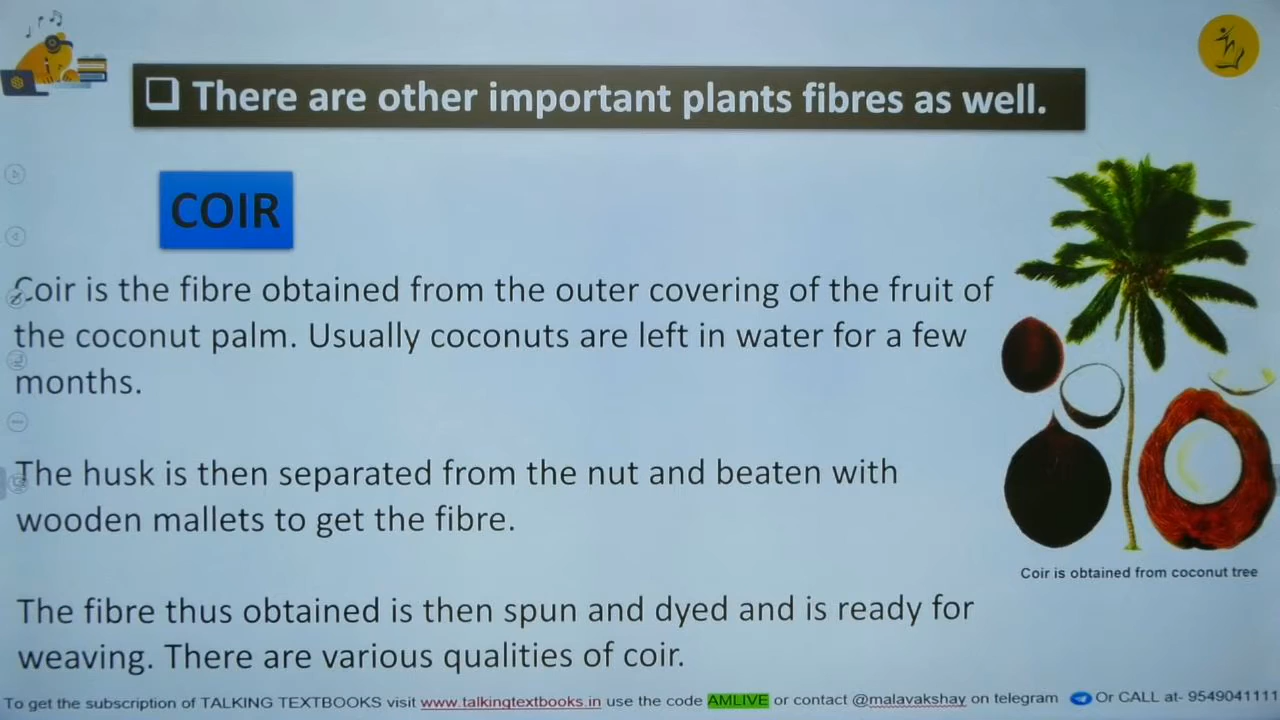 There are other important plants fibres as well.
COIR
Coir is the fibre obtained from the outer covering of the fruit of
the coconut palm. Usually coconuts are left in water for a few
months.
The husk is then separated from the nut and beaten with
wooden mallets to get the fibre.
The fibre thus obtained is then spun and dyed and is ready for
weaving. There are various qualities of coir.
Coir is obtained from coconut tree
To get the subscription of TALKING TEXTBOOKS visit www.talkingtextbooks.in use the code AMLIVE or contact @malavakshay on telegram Or CALL at- 9549041111